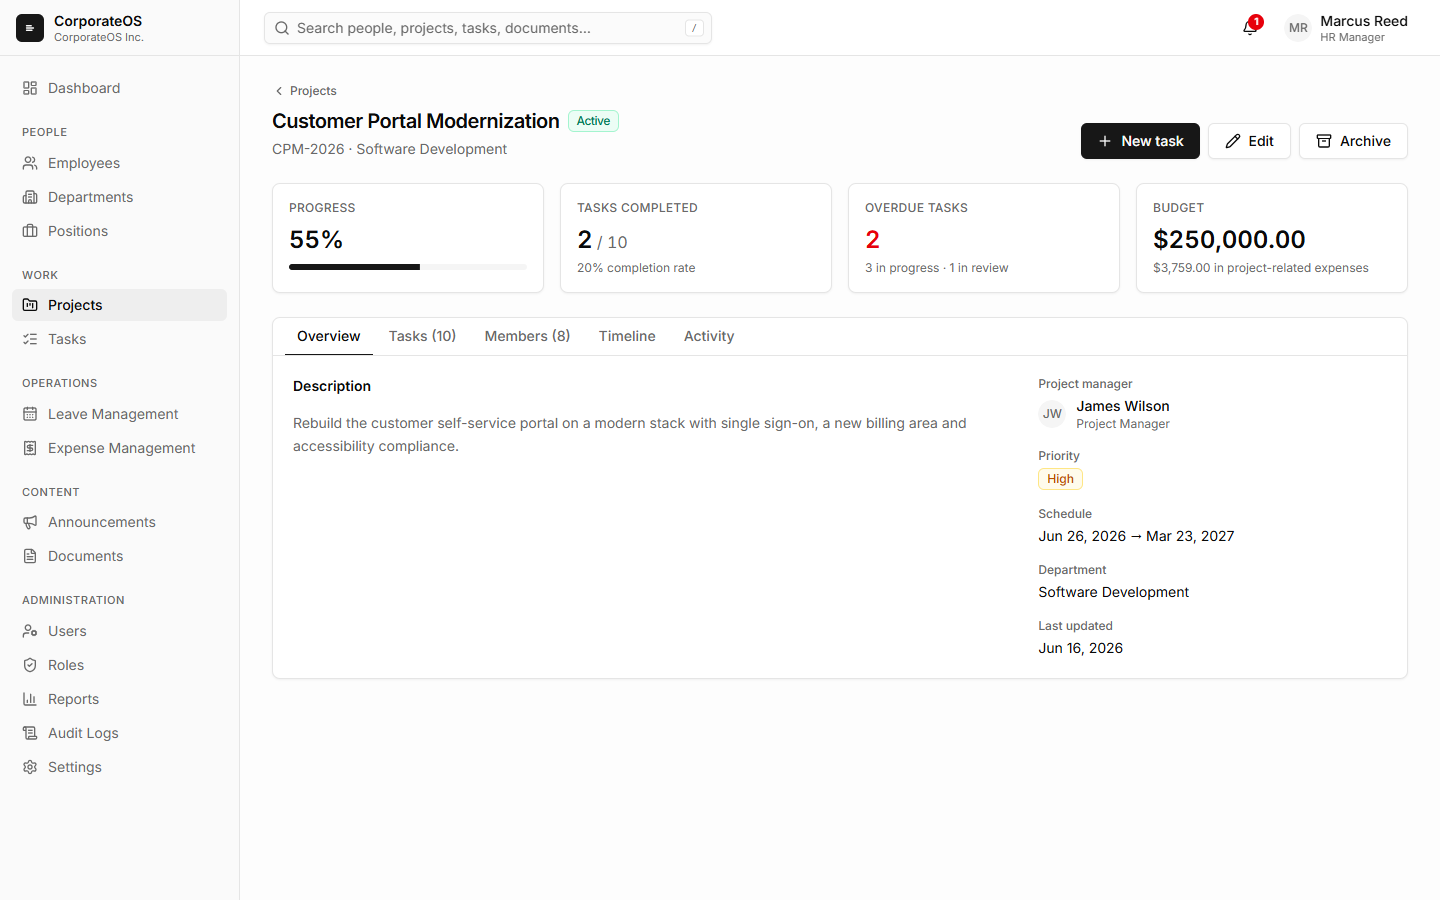 CorporateOS
CorporateOS Inc.
Search people, projects, tasks, documents...
/
1
MR
Marcus Reed
HR Manager
Dashboard
PEOPLE
Employees
Departments
Positions
WORK
Projects
Tasks
OPERATIONS
Leave Management
Expense Management
CONTENT
Announcements
Documents
ADMINISTRATION
Users
Roles
Reports
Audit Logs
Settings
Projects
Customer Portal Modernization
Active
CPM-2026 · Software Development
New task
Edit
Archive
PROGRESS
55%
TASKS COMPLETED
2 / 10
20% completion rate
OVERDUE TASKS
2
3 in progress · 1 in review
BUDGET
$250,000.00
$3,759.00 in project-related expenses
Overview
Tasks (10)
Members (8)
Timeline
Activity
Description
Rebuild the customer self-service portal on a modern stack with single sign-on, a new billing area and
accessibility compliance.
Project manager
JW
James Wilson
Project Manager
Priority
High
Schedule
Jun 26, 2026 → Mar 23, 2027
Department
Software Development
Last updated
Jun 16, 2026